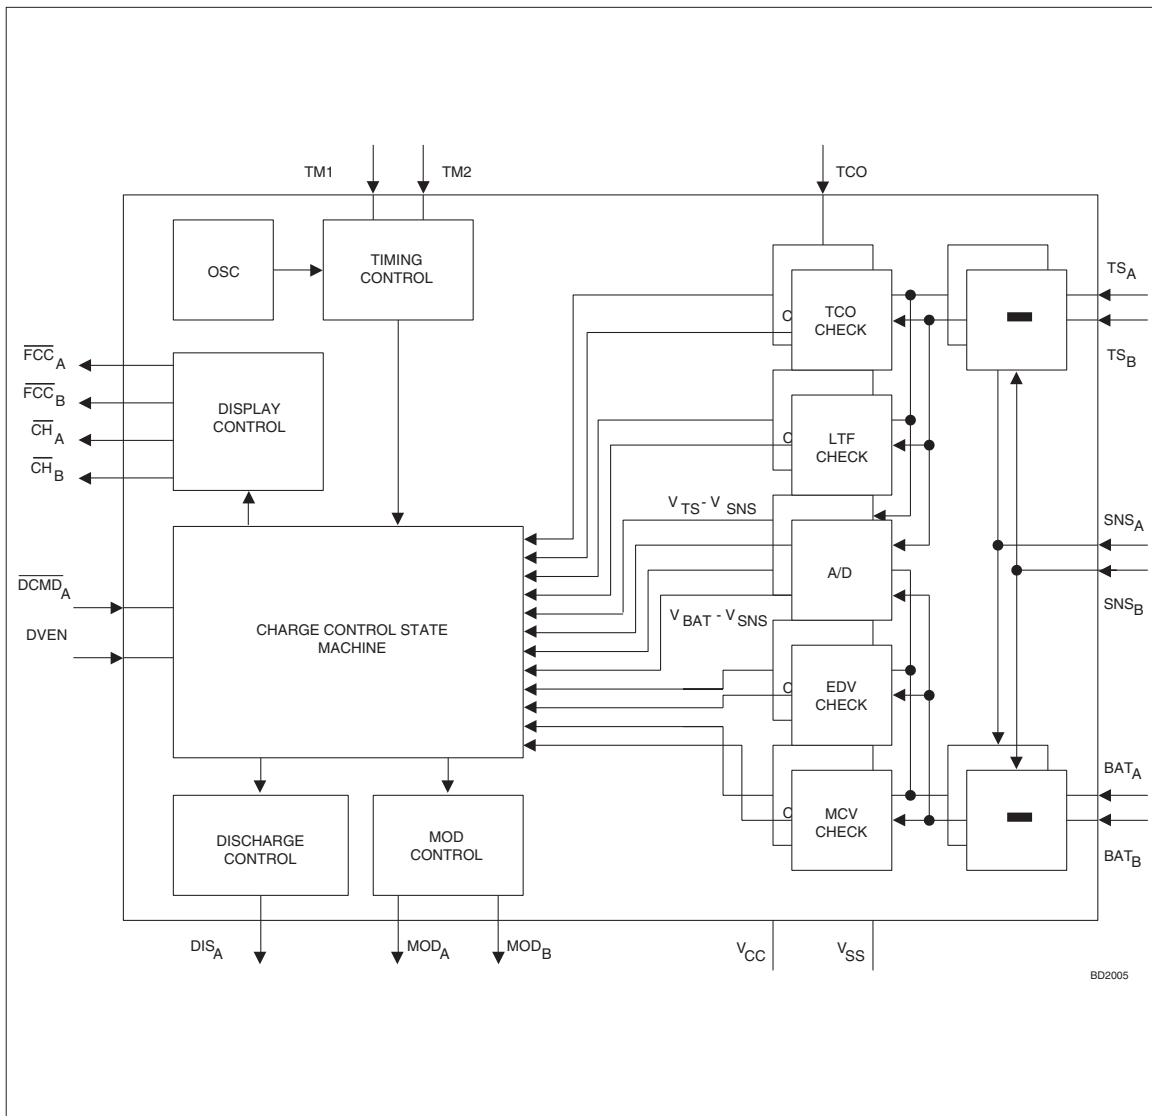 TM1
TM2
TCO
OSC
TIMING
CONTROL
TCO
CHECK
C
TS_A
TS_B
FCC_A
FCC_B
CH_A
CH_B
DISPLAY
CONTROL
LTF
CHECK
C
V_TS - V_SNS
A/D
SNS_A
SNS_B
DCMD_A
DVEN
CHARGE CONTROL STATE
MACHINE
V_BAT - V_SNS
EDV
CHECK
C
BAT_A
BAT_B
DISCHARGE
CONTROL
MOD
CONTROL
MCV
CHECK
C
DIS_A
MOD_A
MOD_B
V_CC
V_SS
BD2005